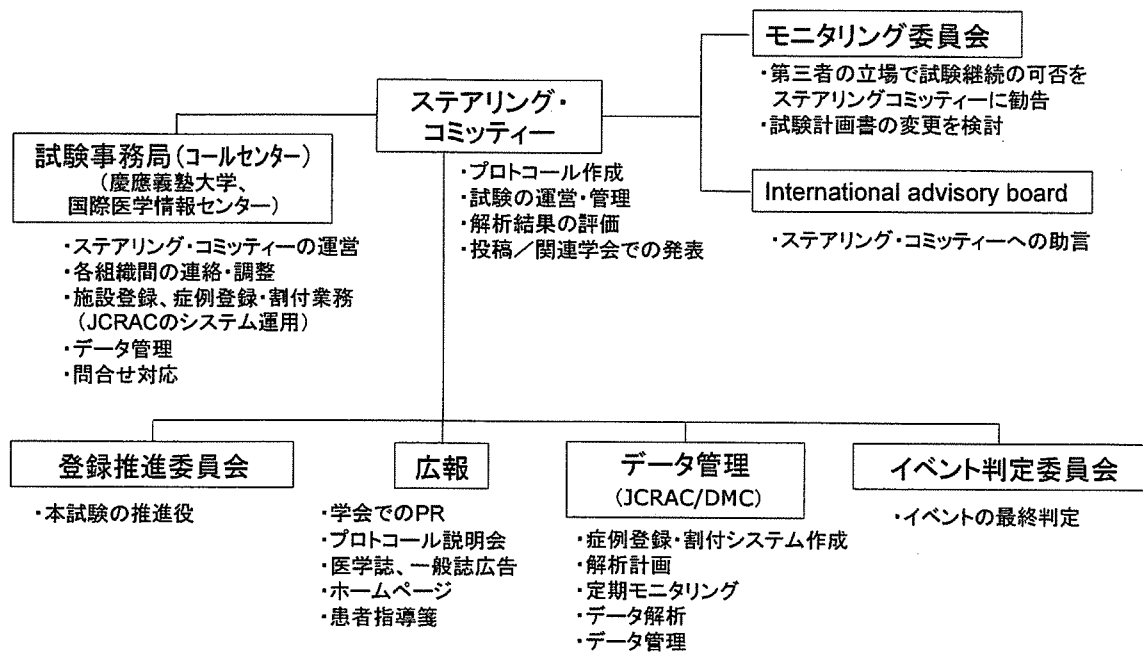 ステアリング・
コミッティー
・プロトコール作成
・試験の運営・管理
・解析結果の評価
・投稿／関連学会での発表
モニタリング委員会
・第三者の立場で試験継続の可否を
ステアリングコミッティーに勧告
・試験計画書の変更を検討
International advisory board
・ステアリング・コミッティーへの助言
試験事務局（コールセンター）
（慶應義塾大学、
国際医学情報センター）
・ステアリング・コミッティーの運営
・各組織間の連絡・調整
・施設登録、症例登録・割付業務
（JCRACのシステム運用）
・データ管理
・問合せ対応
登録推進委員会
・本試験の推進役
広報
・学会でのPR
・プロトコール説明会
・医学誌、一般誌広告
・ホームページ
・患者指導箋
データ管理
（JCRAC/DMC）
・症例登録・割付システム作成
・解析計画
・定期モニタリング
・データ解析
・データ管理
イベント判定委員会
・イベントの最終判定